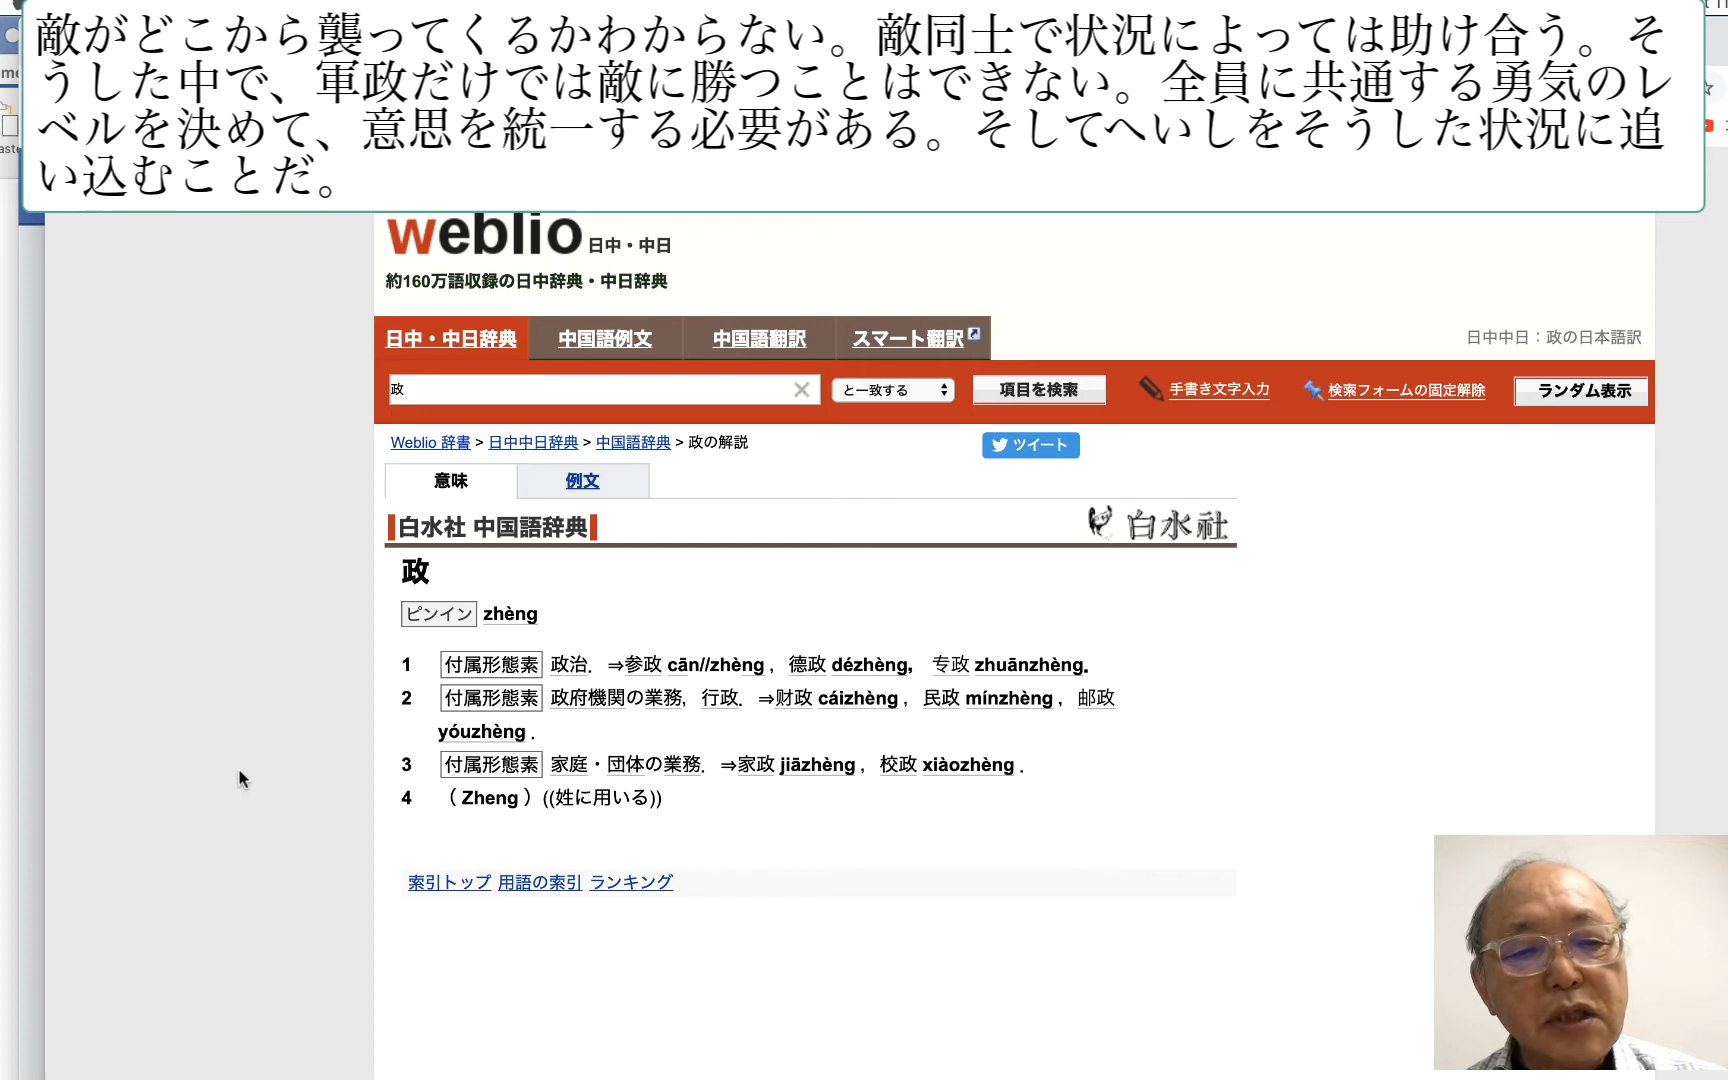 敵がどこから襲ってくるかわからない。敵同士で状況によっては助け合う。そ
うした中で、軍政だけでは敵に勝つことはできない。全員に共通する勇気のレ
ベルを決めて、意思を統一する必要がある。そしてへいしをそうした状況に追
い込むことだ。
weblio 日中・中日
約160万語収録の日中辞典・中日辞典
日中・中日辞典 中国語例文 中国語翻訳 スマート翻訳
日中中日：政の日本語訳
政 と一致する 項目を検索 手書き文字入力 検索フォームの固定解除 ランダム表示
Weblio 辞書 > 日中中日辞典 > 中国語辞典 > 政の解説
ツイート
意味 例文
白水社 中国語辞典
白水社
政
ピンイン zhèng
1 付属形態素 政治．⇒参政 cān//zhèng，德政 dézhèng，专政 zhuānzhèng．
2 付属形態素 政府機関の業務，行政．⇒财政 cáizhèng，民政 mínzhèng，邮政
yóuzhèng．
3 付属形態素 家庭・団体の業務．⇒家政 jiāzhèng，校政 xiàozhèng．
4 （Zheng）((姓に用いる))
索引トップ 用語の索引 ランキング